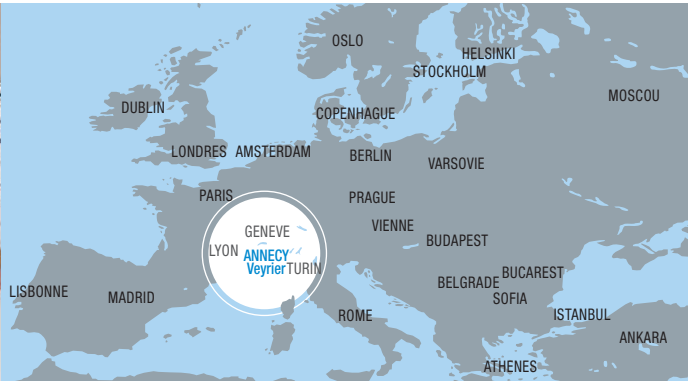 OSLO
HELSINKI
STOCKHOLM
MOSCOU
DUBLIN
COPENHAGUE
LONDRES
AMSTERDAM
BERLIN
VARSOVIE
PARIS
PRAGUE
VIENNE
GENEVE
BUDAPEST
LYON
ANNECY
Veyrier
TURIN
BUCAREST
BELGRADE
LISBONNE
MADRID
SOFIA
ROME
ISTANBUL
ANKARA
ATHENES